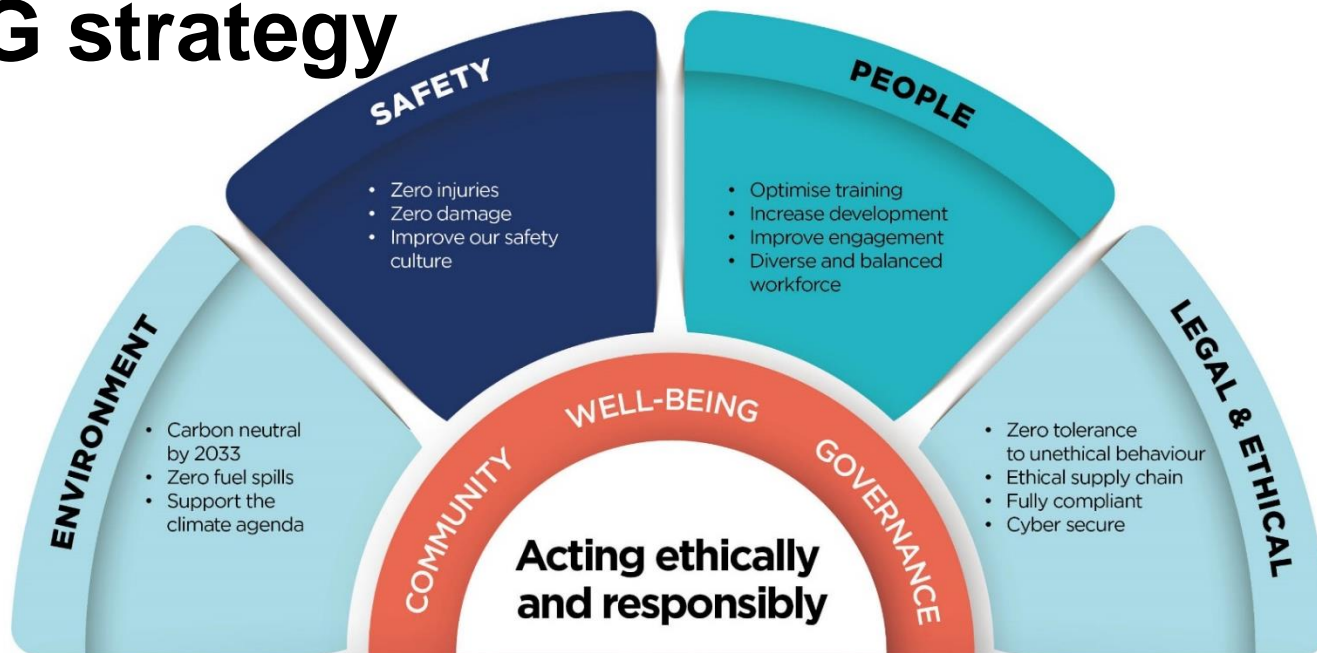 G strategy
SAFETY
• Zero injuries
• Zero damage
• Improve our safety
culture
PEOPLE
• Optimise training
• Increase development
• Improve engagement
• Diverse and balanced
workforce
ENVIRONMENT
• Carbon neutral
by 2033
• Zero fuel spills
• Support the
climate agenda
LEGAL & ETHICAL
• Zero tolerance
to unethical behaviour
• Ethical supply chain
• Fully compliant
• Cyber secure
COMMUNITY
WELL-BEING
GOVERNANCE
Acting ethically
and responsibly